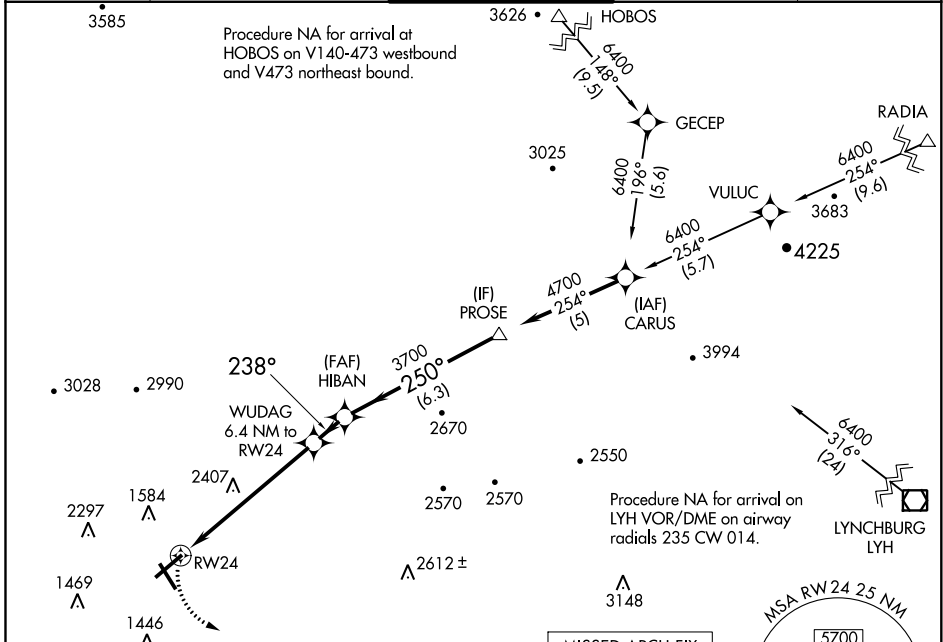 3585
3626
HOBOS
Procedure NA for arrival at
HOBOS on V140-473 westbound
and V473 northeast bound.
6400
148°
(9.5)
GECEP
RADIA
3025
6400
196°
(5.6)
6400
254°
(9.6)
VULUC
3683
6400
254°
(5.7)
4225
(IF)
PROSE
4700
254°
(5)
(IAF)
CARUS
238°
(FAF)
HIBAN
3700
250°
(6.3)
3994
3028
2990
WUDAG
6.4 NM to
RW24
2670
6400
316°
(24)
2407
2550
2297
1584
2570
2570
Procedure NA for arrival on
LYH VOR/DME on airway
radials 235 CW 014.
LYNCHBURG
LYH
RW24
2612 ±
1469
3148
MSA RW 24 25 NM
1446
5700
MISSED APCH FIX